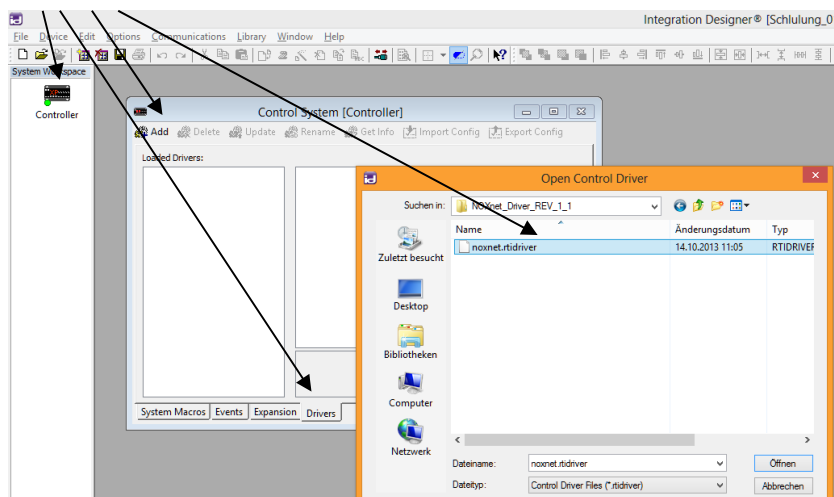 Integration Designer® [Schlulung_0
File Device Edit Options Communications Library Window Help
System Workspace
Controller
Control System [Controller]
Add Delete Update Rename Get Info Import Config Export Config
Loaded Drivers:
System Macros Events Expansion Drivers
Open Control Driver
Suchen in: NOXnet_Driver_REV_1_1
Name Änderungsdatum Typ
noxnet.rtidriver 14.10.2013 11:05 RTIDRIVER
Zuletzt besucht
Desktop
Bibliotheken
Computer
Netzwerk
Dateiname: noxnet.rtidriver Öffnen
Dateityp: Control Driver Files (*.rtidriver) Abbrechen